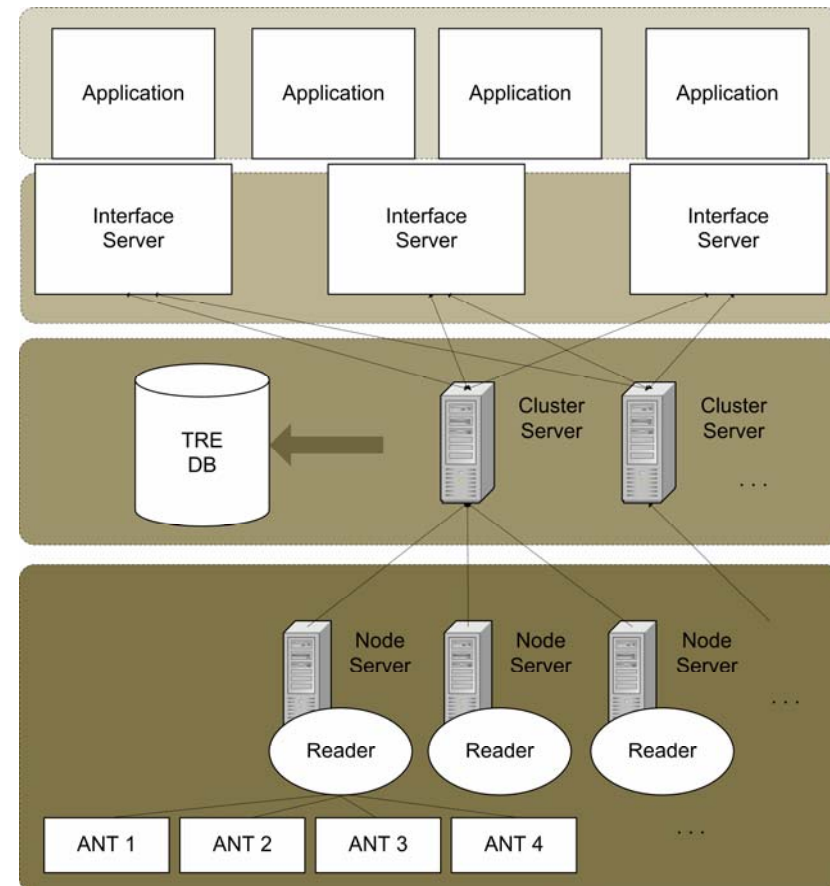 Application
Application
Application
Application
Interface
Server
Interface
Server
Interface
Server
TRE
DB
Cluster
Server
Cluster
Server
. . .
Node
Server
Node
Server
Node
Server
. . .
Reader
Reader
Reader
ANT 1
ANT 2
ANT 3
ANT 4
. . .